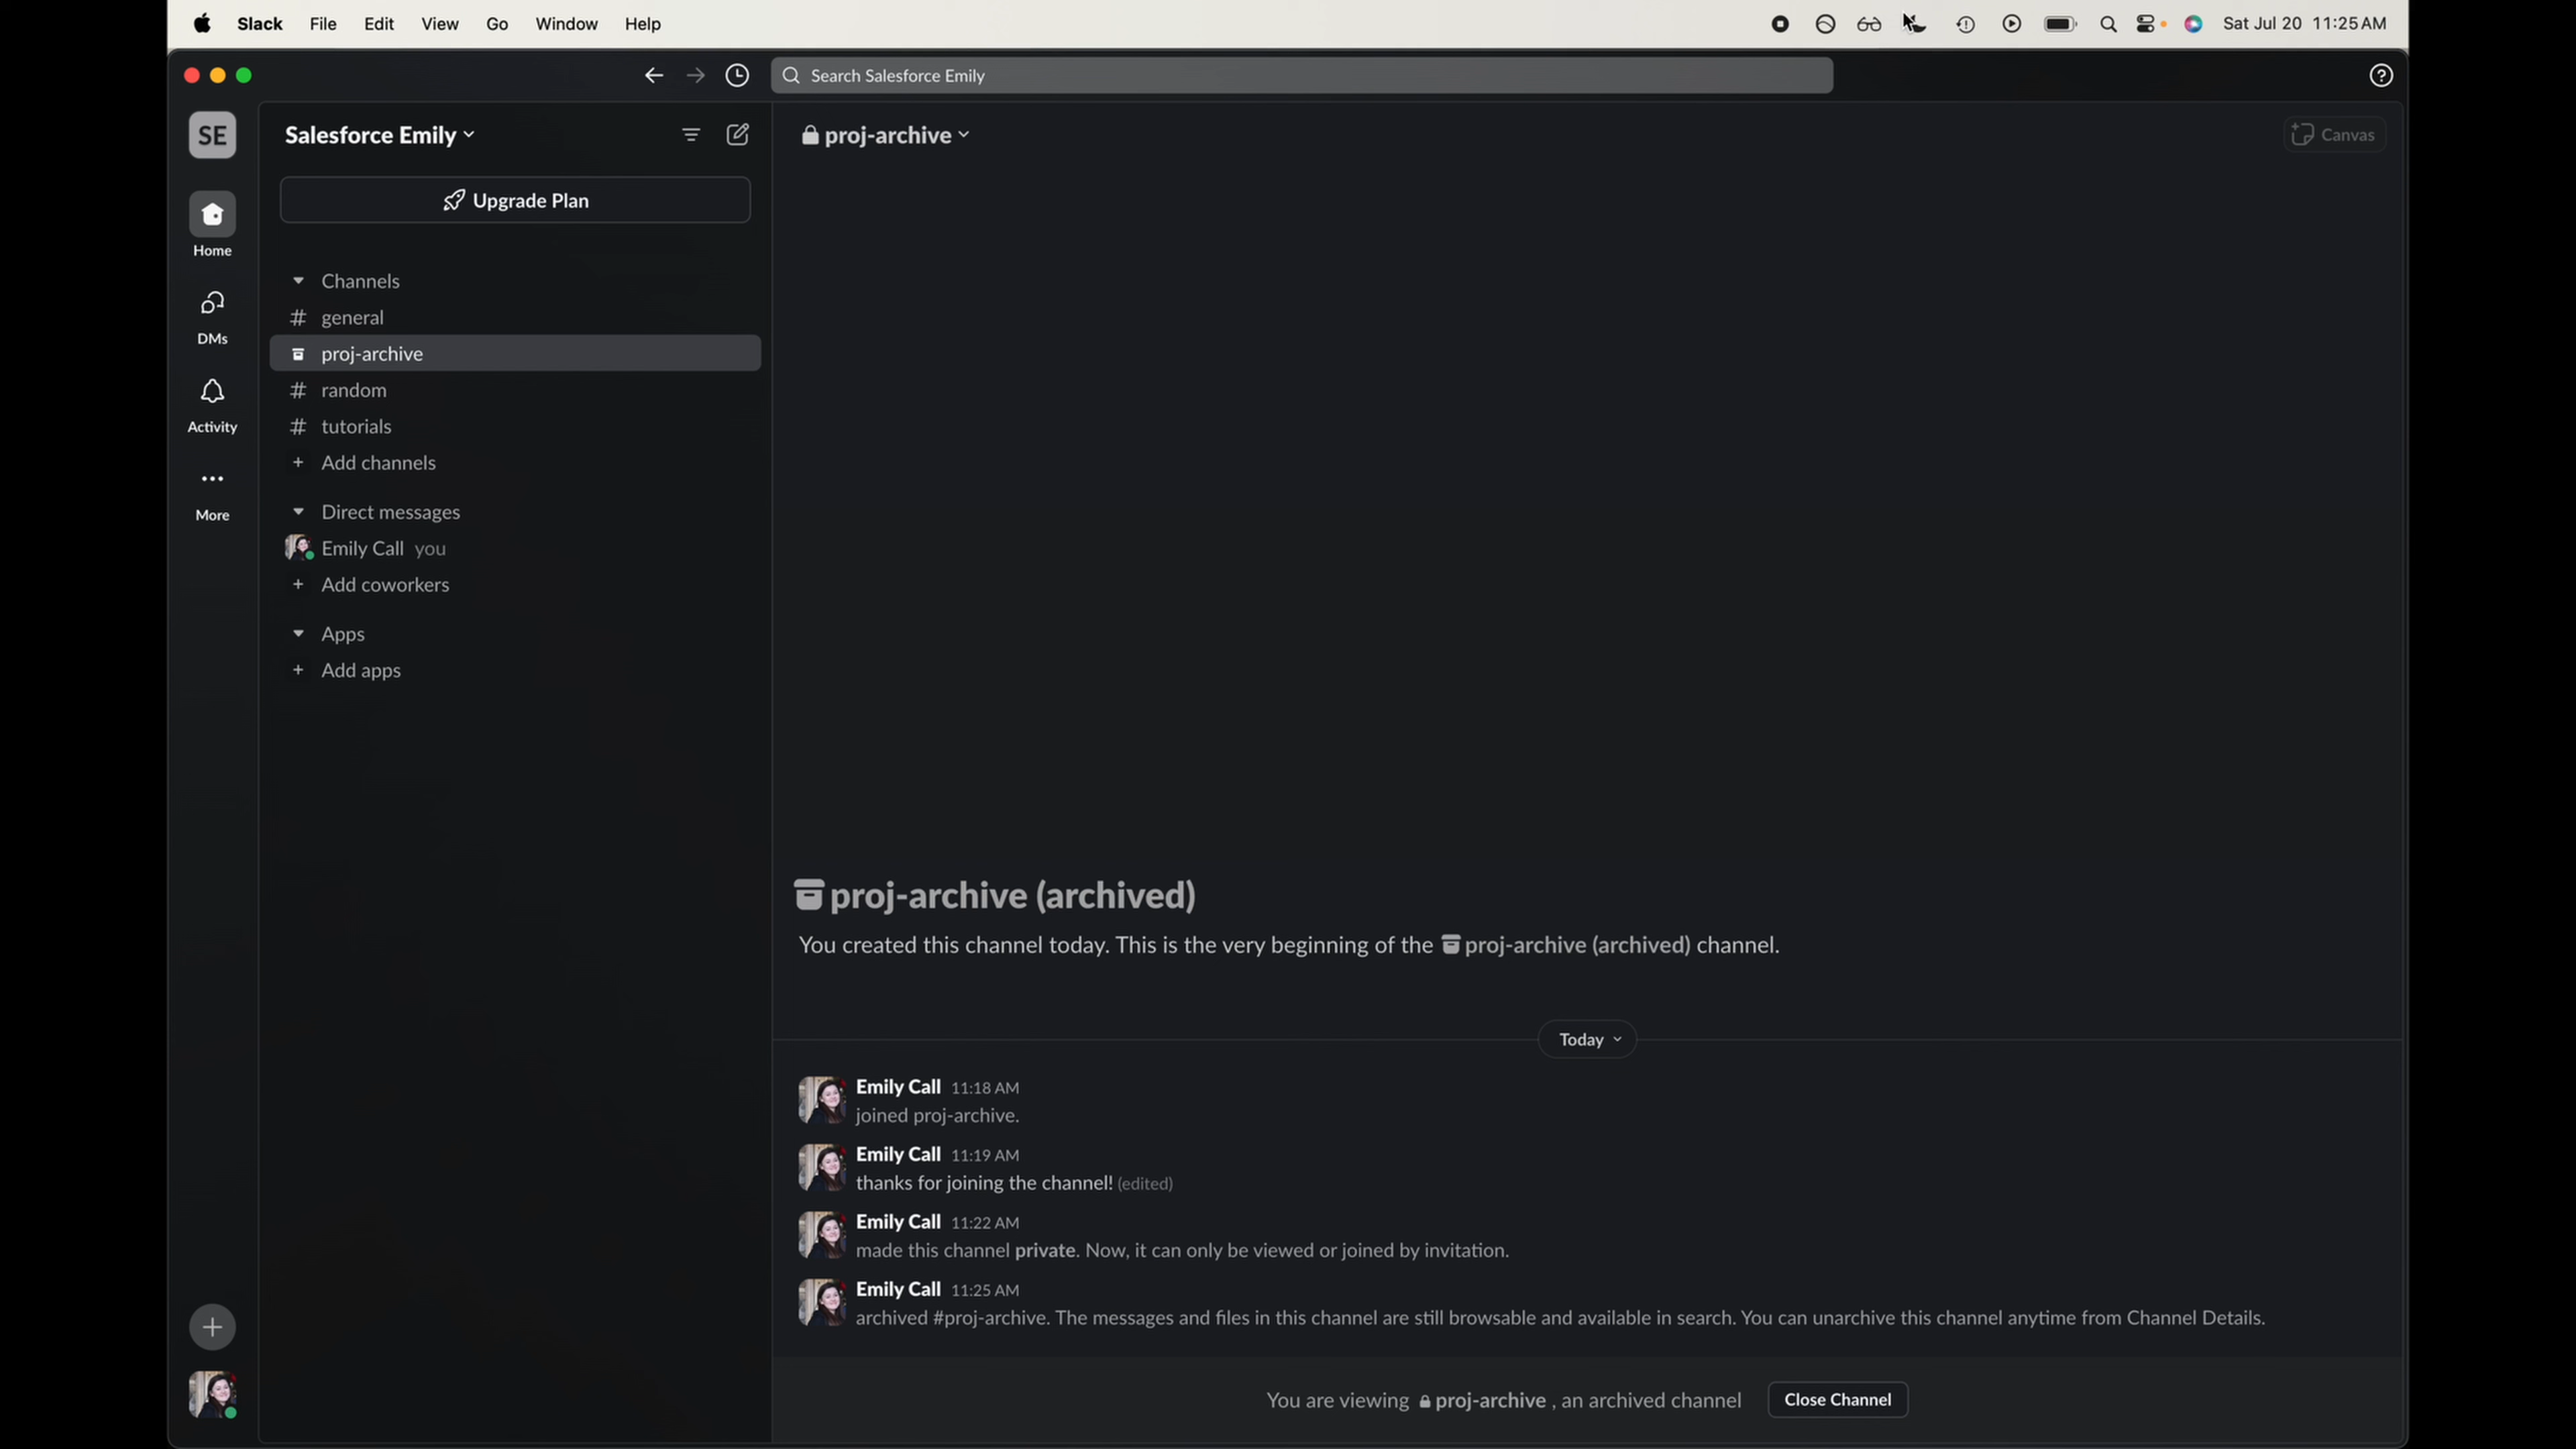 Slack File Edit View Go Window Help Sat Jul 20 11:25 AM
Search Salesforce Emily
SE
Home
DMs
Activity
More
Salesforce Emily
Upgrade Plan
Channels
# general
proj-archive
# random
# tutorials
+ Add channels
Direct messages
Emily Call you
+ Add coworkers
Apps
+ Add apps
proj-archive
Canvas
proj-archive (archived)
You created this channel today. This is the very beginning of the proj-archive (archived) channel.
Today
Emily Call 11:18 AM
joined proj-archive.
Emily Call 11:19 AM
thanks for joining the channel! (edited)
Emily Call 11:22 AM
made this channel private. Now, it can only be viewed or joined by invitation.
Emily Call 11:25 AM
archived #proj-archive. The messages and files in this channel are still browsable and available in search. You can unarchive this channel anytime from Channel Details.
You are viewing proj-archive , an archived channel Close Channel